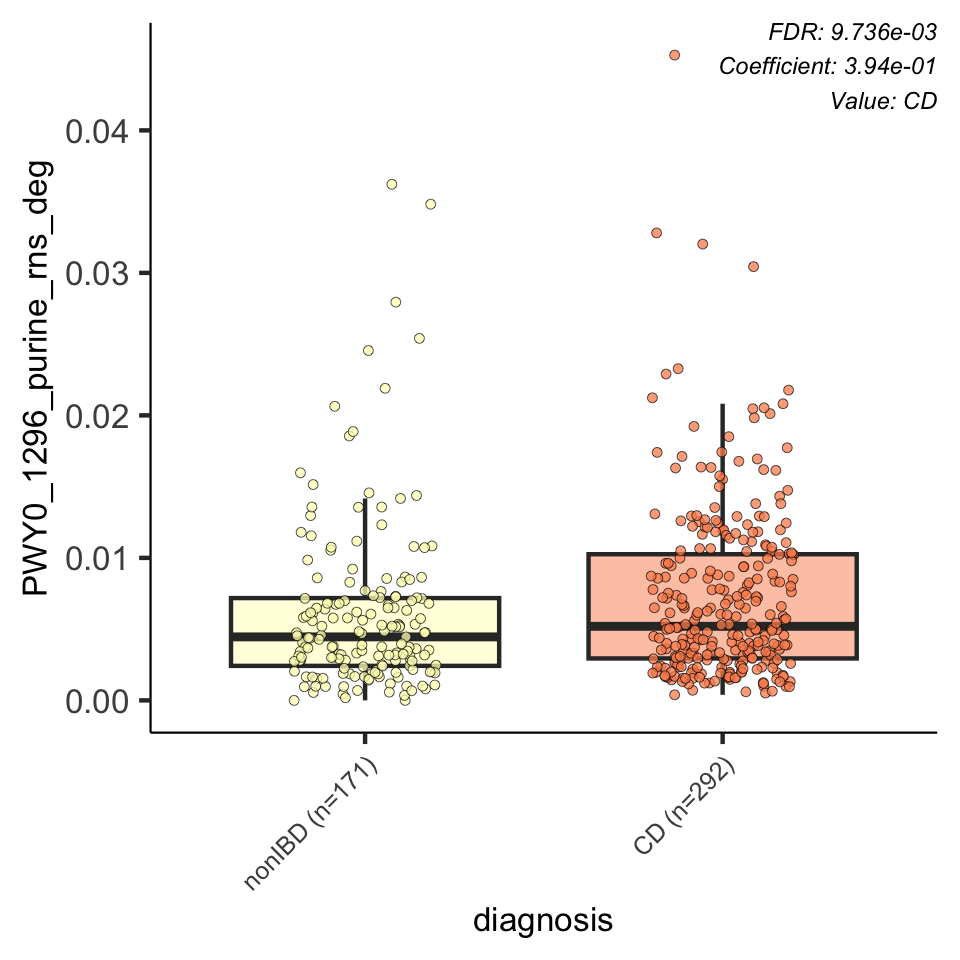 FDR: 9.736e-03
Coefficient: 3.94e-01
Value: CD
PWY0_1296_purine_rns_deg
0.04
0.03
0.02
0.01
0.00
nonIBD (n=171)
CD (n=292)
diagnosis